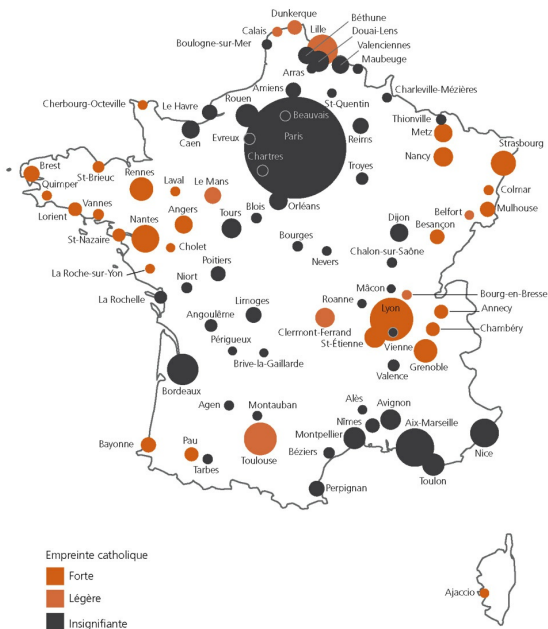 Dunkerque
Calais
Lille
Béthune
Douai-Lens
Boulogne-sur-Mer
Valenciennes
Maubeuge
Arras
Amiens
St-Quentin
Charleville-Mézières
Cherbourg-Octeville
Le Havre
Rouen
Beauvais
Thionville
Metz
Caen
Evreux
Paris
Reims
Strasbourg
Nancy
Chartres
Troyes
Brest
St-Brieuc
Rennes
Laval
Le Mans
Colmar
Quimper
Orléans
Mulhouse
Belfort
Lorient
Vannes
Angers
Tours
Blois
Dijon
Besançon
Nantes
St-Nazaire
Cholet
Bourges
Nevers
Chalon-sur-Saône
La Roche-sur-Yon
Poitiers
Niort
Mâcon
Bourg-en-Bresse
La Rochelle
Limoges
Roanne
Lyon
Annecy
Angoulême
Clermont-Ferrand
Chambéry
Périgueux
St-Étienne
Vienne
Brive-la-Gaillarde
Grenoble
Valence
Bordeaux
Agen
Montauban
Alès
Avignon
Nîmes
Aix-Marseille
Bayonne
Pau
Montpellier
Tarbes
Toulouse
Béziers
Nice
Toulon
Perpignan
Empreinte catholique
Forte
Légère
Insignifiante
Ajaccio